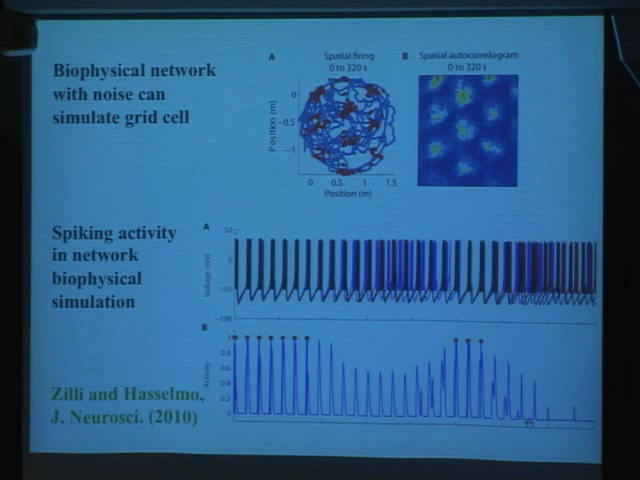 Biophysical network
with noise can
simulate grid cell
A
Spatial firing
0 to 320 s
B
Spatial autocorrelogram
0 to 320 s
Position (m)
0
-0.5
-1
0 0.5 1 1.5
Position (m)
Spiking activity
in network
biophysical
simulation
A
Voltage (mV)
50
0
-50
-100
B
Activity
1
0.8
0.6
0.4
0.2
0
Zilli and Hasselmo,
J. Neurosci. (2010)